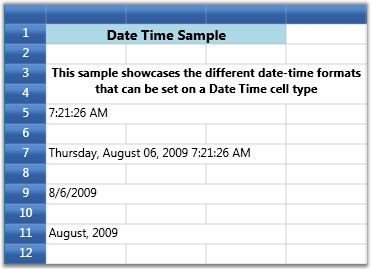 1
Date Time Sample
2
3
This sample showcases the different date-time formats
4
that can be set on a Date Time cell type
5
7:21:26 AM
6
7
Thursday, August 06, 2009 7:21:26 AM
8
9
8/6/2009
10
11
August, 2009
12